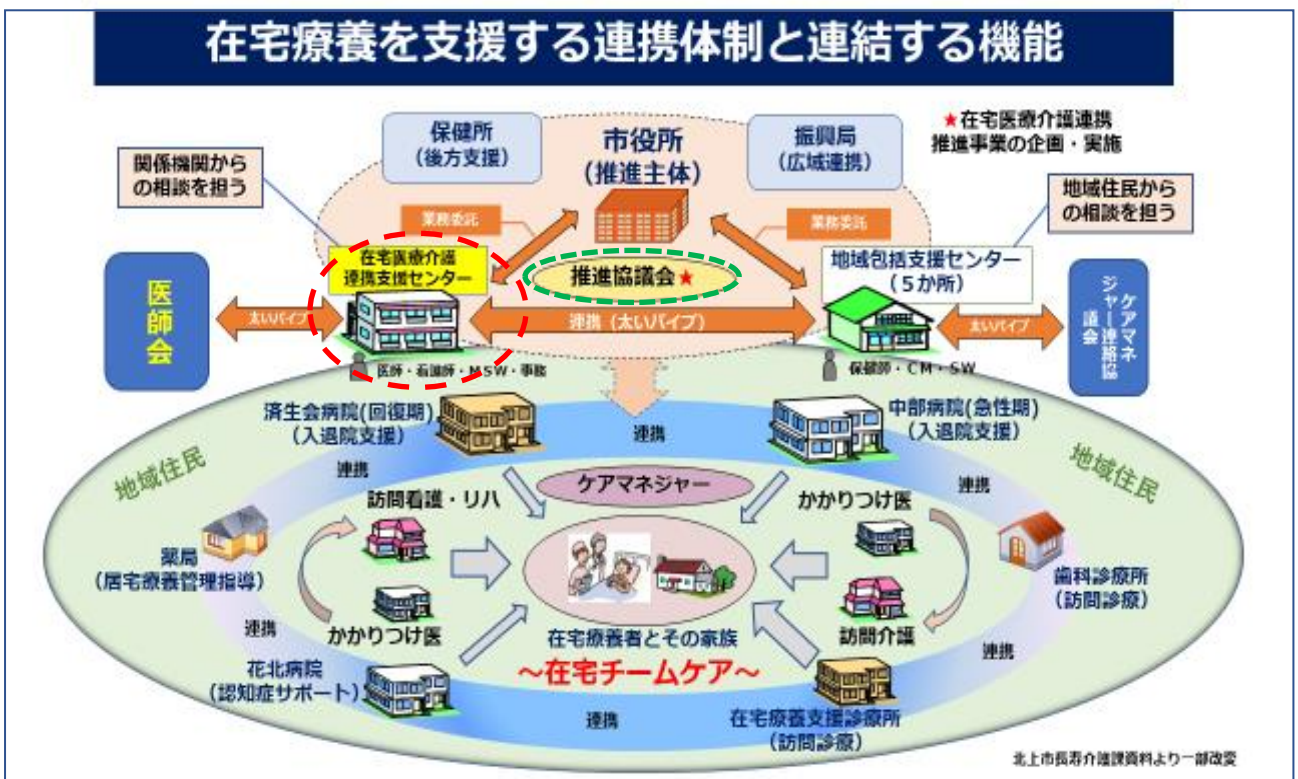 在宅療養を支援する連携体制と連結する機能
保健所
(後方支援)
市役所
(推進主体)
振興局
(広域連携)
★在宅医療介護連携
推進事業の企画・実施
関係機関から
の相談を担う
地域住民から
の相談を担う
業務委託
業務委託
在宅医療介護
連携支援センター
推進協議会★
地域包括支援センター
(5か所)
医師会
太いパイプ
連携(太いパイプ)
太いパイプ
ケアマネ
ジャー連絡協
議会
医師・看護師・MSW・事務
保健師・CM・SW
済生会病院(回復期)
(入退院支援)
中部病院(急性期)
(入退院支援)
連携
地域住民
地域住民
連携
連携
ケアマネジャー
訪問看護・リハ
かかりつけ医
薬局
(居宅療養管理指導)
歯科診療所
(訪問診療)
かかりつけ医
訪問介護
連携
連携
在宅療養者とその家族
~在宅チームケア~
花北病院
(認知症サポート)
連携
在宅療養支援診療所
(訪問診療)
北上市長寿介護課資料より一部改変